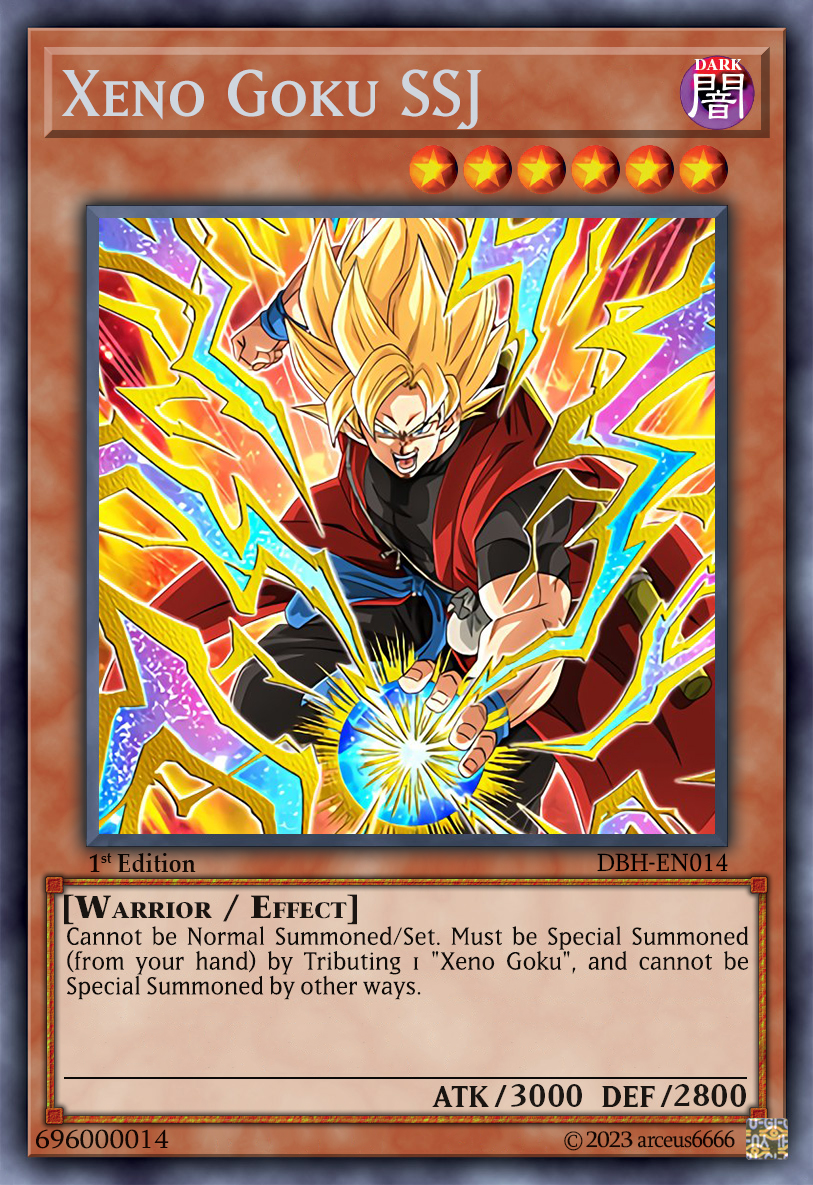 Xeno Goku SSJ
DARK
闇
1st Edition
DBH-EN014
[Warrior / Effect]
Cannot be Normal Summoned/Set. Must be Special Summoned
(from your hand) by Tributing 1 "Xeno Goku", and cannot be
Special Summoned by other ways.
ATK/3000 DEF/2800
696000014
©2023 arceus6666